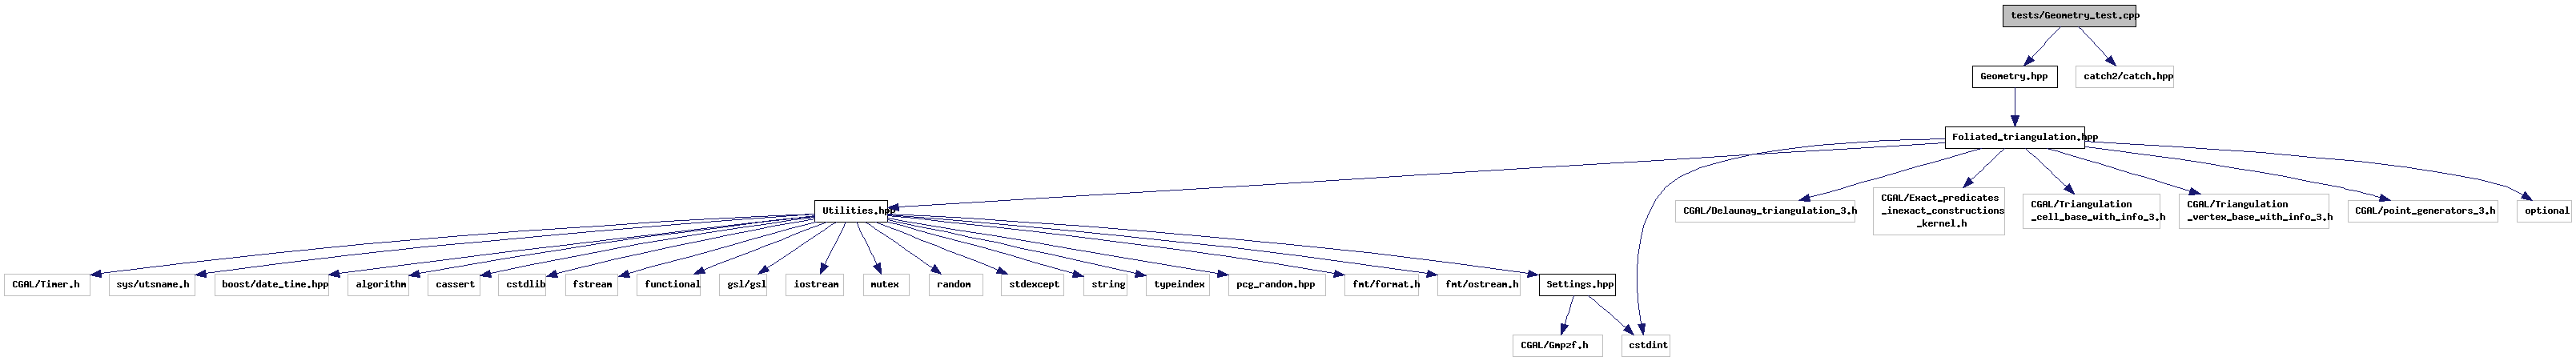 tests/Geometry_test.cpp
Geometry.hpp
catch2/catch.hpp
Foliated_triangulation.hpp
Utilities.hpp
CGAL/Delaunay_triangulation_3.h
CGAL/Exact_predicates
_inexact_constructions
_kernel.h
CGAL/Triangulation
_cell_base_with_info_3.h
CGAL/Triangulation
_vertex_base_with_info_3.h
CGAL/point_generators_3.h
optional
CGAL/Timer.h
sys/utsname.h
boost/date_time.hpp
algorithm
cassert
cstdlib
fstream
functional
gsl/gsl
iostream
mutex
random
stdexcept
string
typeindex
pcg_random.hpp
fmt/format.h
fmt/ostream.h
Settings.hpp
CGAL/Gmpzf.h
cstdint